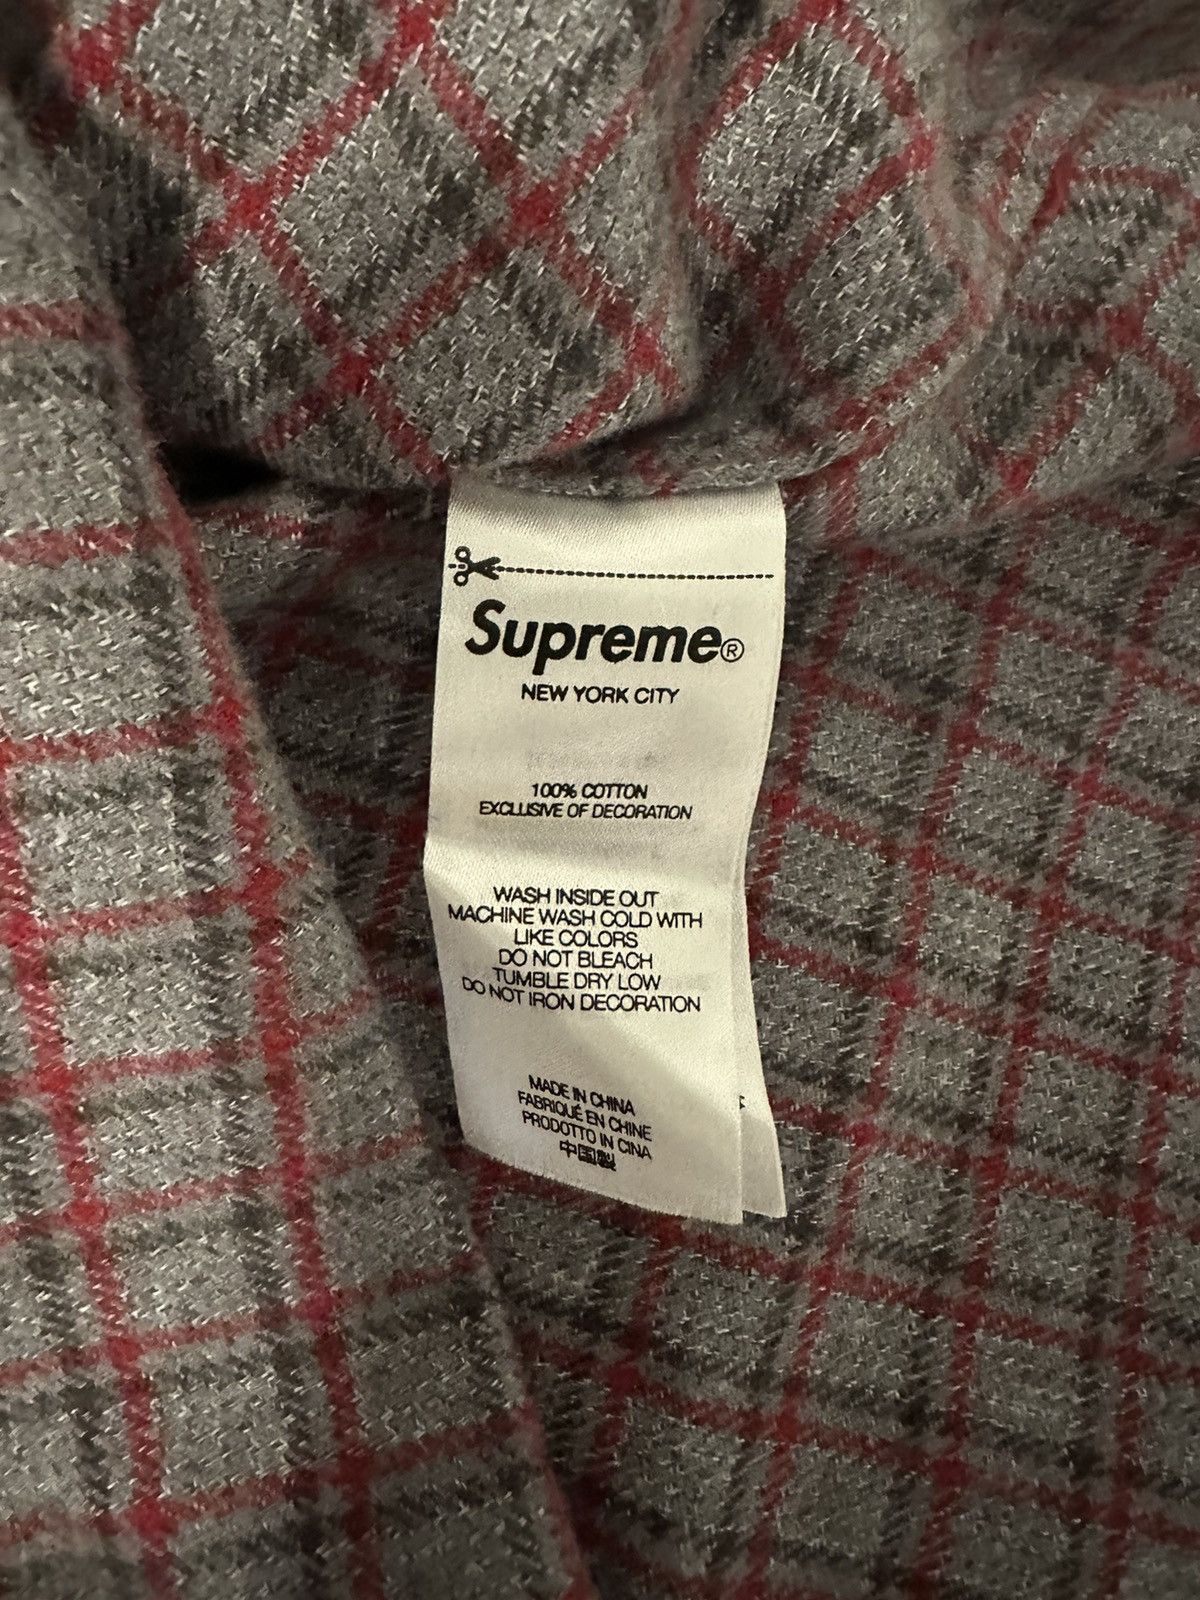 Supreme®
NEW YORK CITY
100% COTTON
EXCLUSIVE OF DECORATION
WASH INSIDE OUT
MACHINE WASH COLD WITH
LIKE COLORS
DO NOT BLEACH
TUMBLE DRY LOW
DO NOT IRON DECORATION
MADE IN CHINA
FABRIQUÉ EN CHINE
PRODOTTO IN CINA
中国製